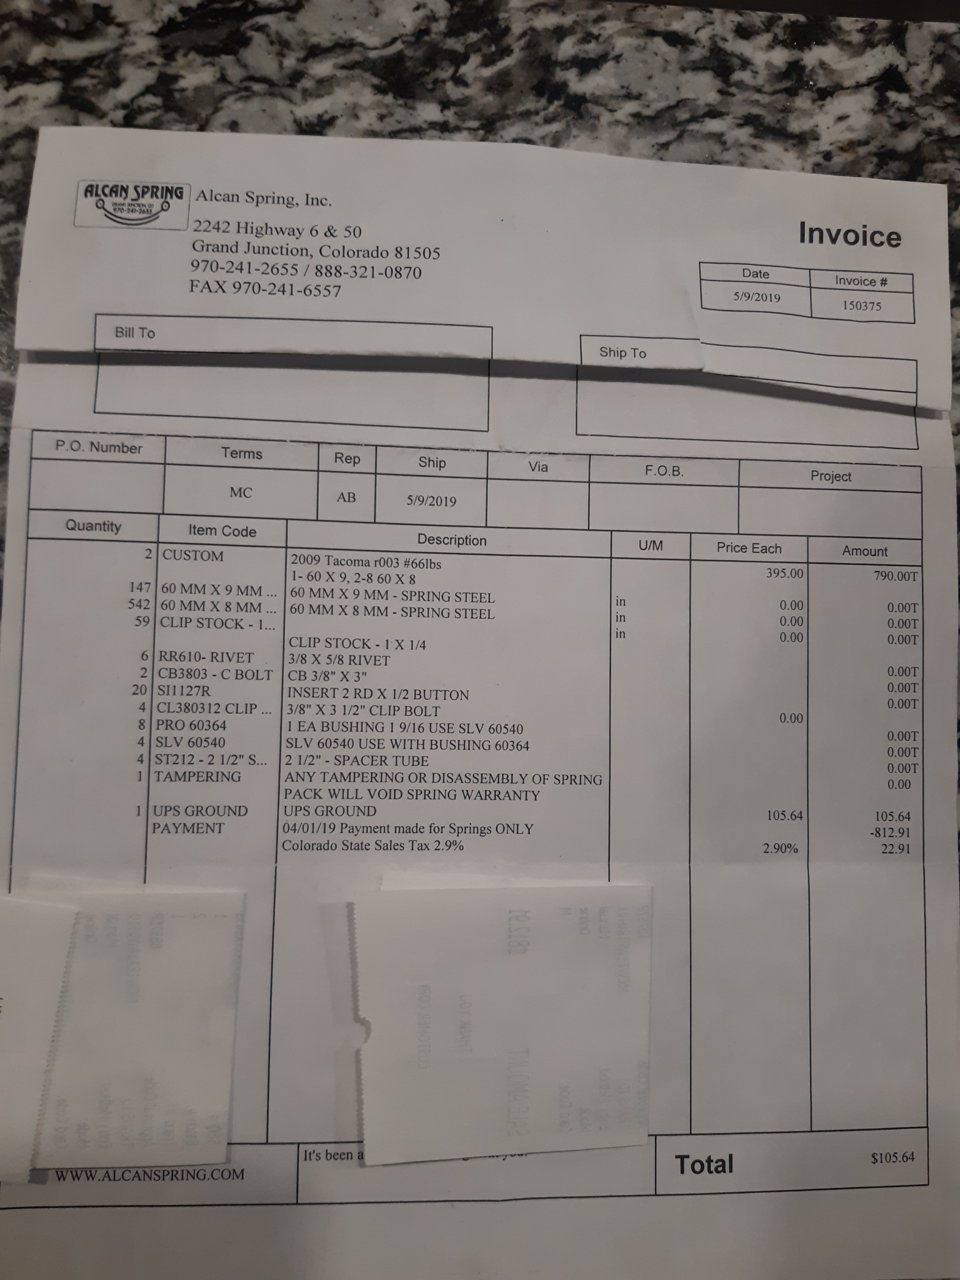 ALCAN SPRING
970-241-2655
Alcan Spring, Inc.
2242 Highway 6 & 50
Grand Junction, Colorado 81505
970-241-2655 / 888-321-0870
FAX 970-241-6557
Invoice
Date Invoice #
5/9/2019 150375
Bill To
Ship To
P.O. Number Terms Rep Ship Via F.O.B. Project
MC AB 5/9/2019
Quantity Item Code Description U/M Price Each Amount
2 CUSTOM 2009 Tacoma r003 #66lbs 395.00 790.00T
1- 60 X 9, 2-8 60 X 8
147 60 MM X 9 MM ... 60 MM X 9 MM - SPRING STEEL in 0.00 0.00T
542 60 MM X 8 MM ... 60 MM X 8 MM - SPRING STEEL in 0.00 0.00T
59 CLIP STOCK - 1... in 0.00 0.00T
CLIP STOCK - 1 X 1/4
6 RR610- RIVET 3/8 X 5/8 RIVET 0.00T
2 CB3803 - C BOLT CB 3/8" X 3" 0.00T
20 SI1127R INSERT 2 RD X 1/2 BUTTON 0.00T
4 CL380312 CLIP ... 3/8" X 3 1/2" CLIP BOLT 0.00
8 PRO 60364 1 EA BUSHING 1 9/16 USE SLV 60540 0.00T
4 SLV 60540 SLV 60540 USE WITH BUSHING 60364 0.00T
4 ST212 - 2 1/2" S... 2 1/2" - SPACER TUBE 0.00T
1 TAMPERING ANY TAMPERING OR DISASSEMBLY OF SPRING 0.00
PACK WILL VOID SPRING WARRANTY
1 UPS GROUND UPS GROUND 105.64 105.64
PAYMENT 04/01/19 Payment made for Springs ONLY -812.91
Colorado State Sales Tax 2.9% 2.90% 22.91
WWW.ALCANSPRING.COM
It's been a
Total $105.64